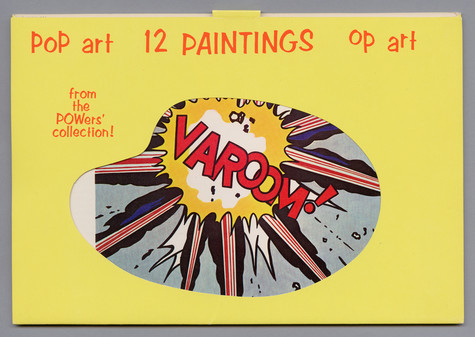 POP art 12 PAINTINGS OP art
from
the
POWers'
collection!
VAROOM!